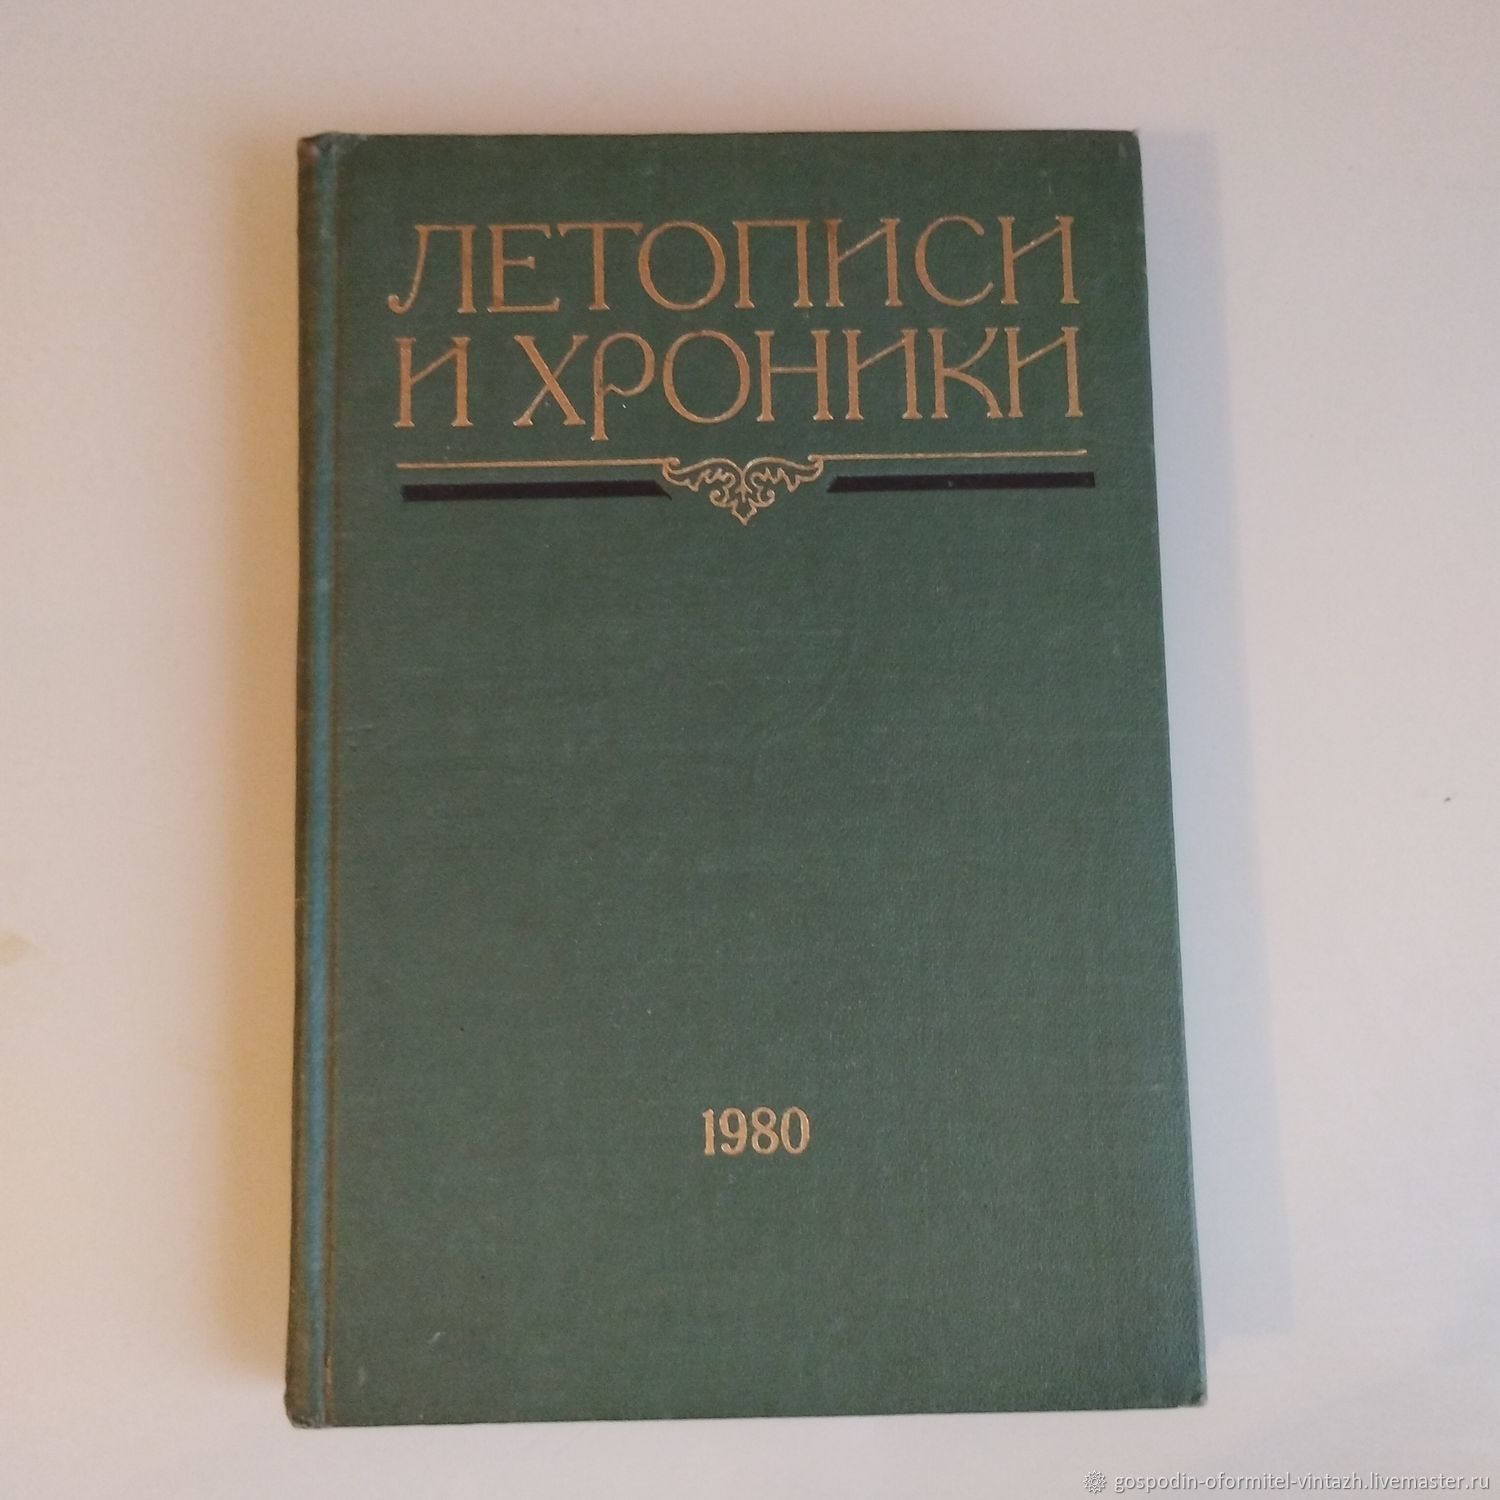 ЛЕТОПИСИ
И ХРОНИКИ
1980
gospodin-oformitel-vintazh.livemaster.ru